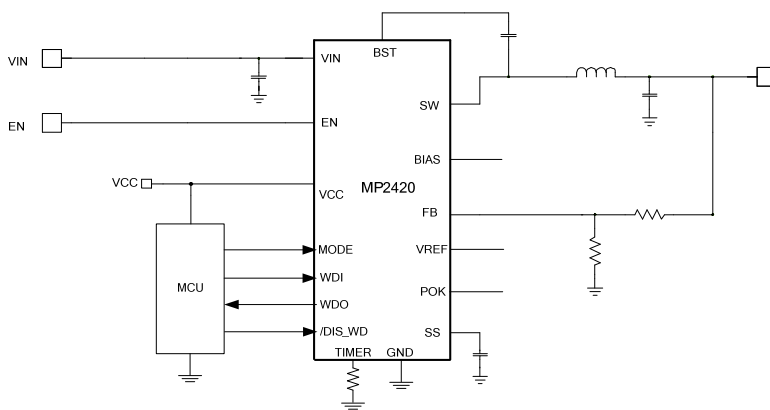 BST
VIN
VIN
SW
EN
EN
BIAS
VCC
VCC
MP2420
FB
MODE
VREF
MCU
WDI
WDO
POK
/DIS_WD
SS
TIMER
GND